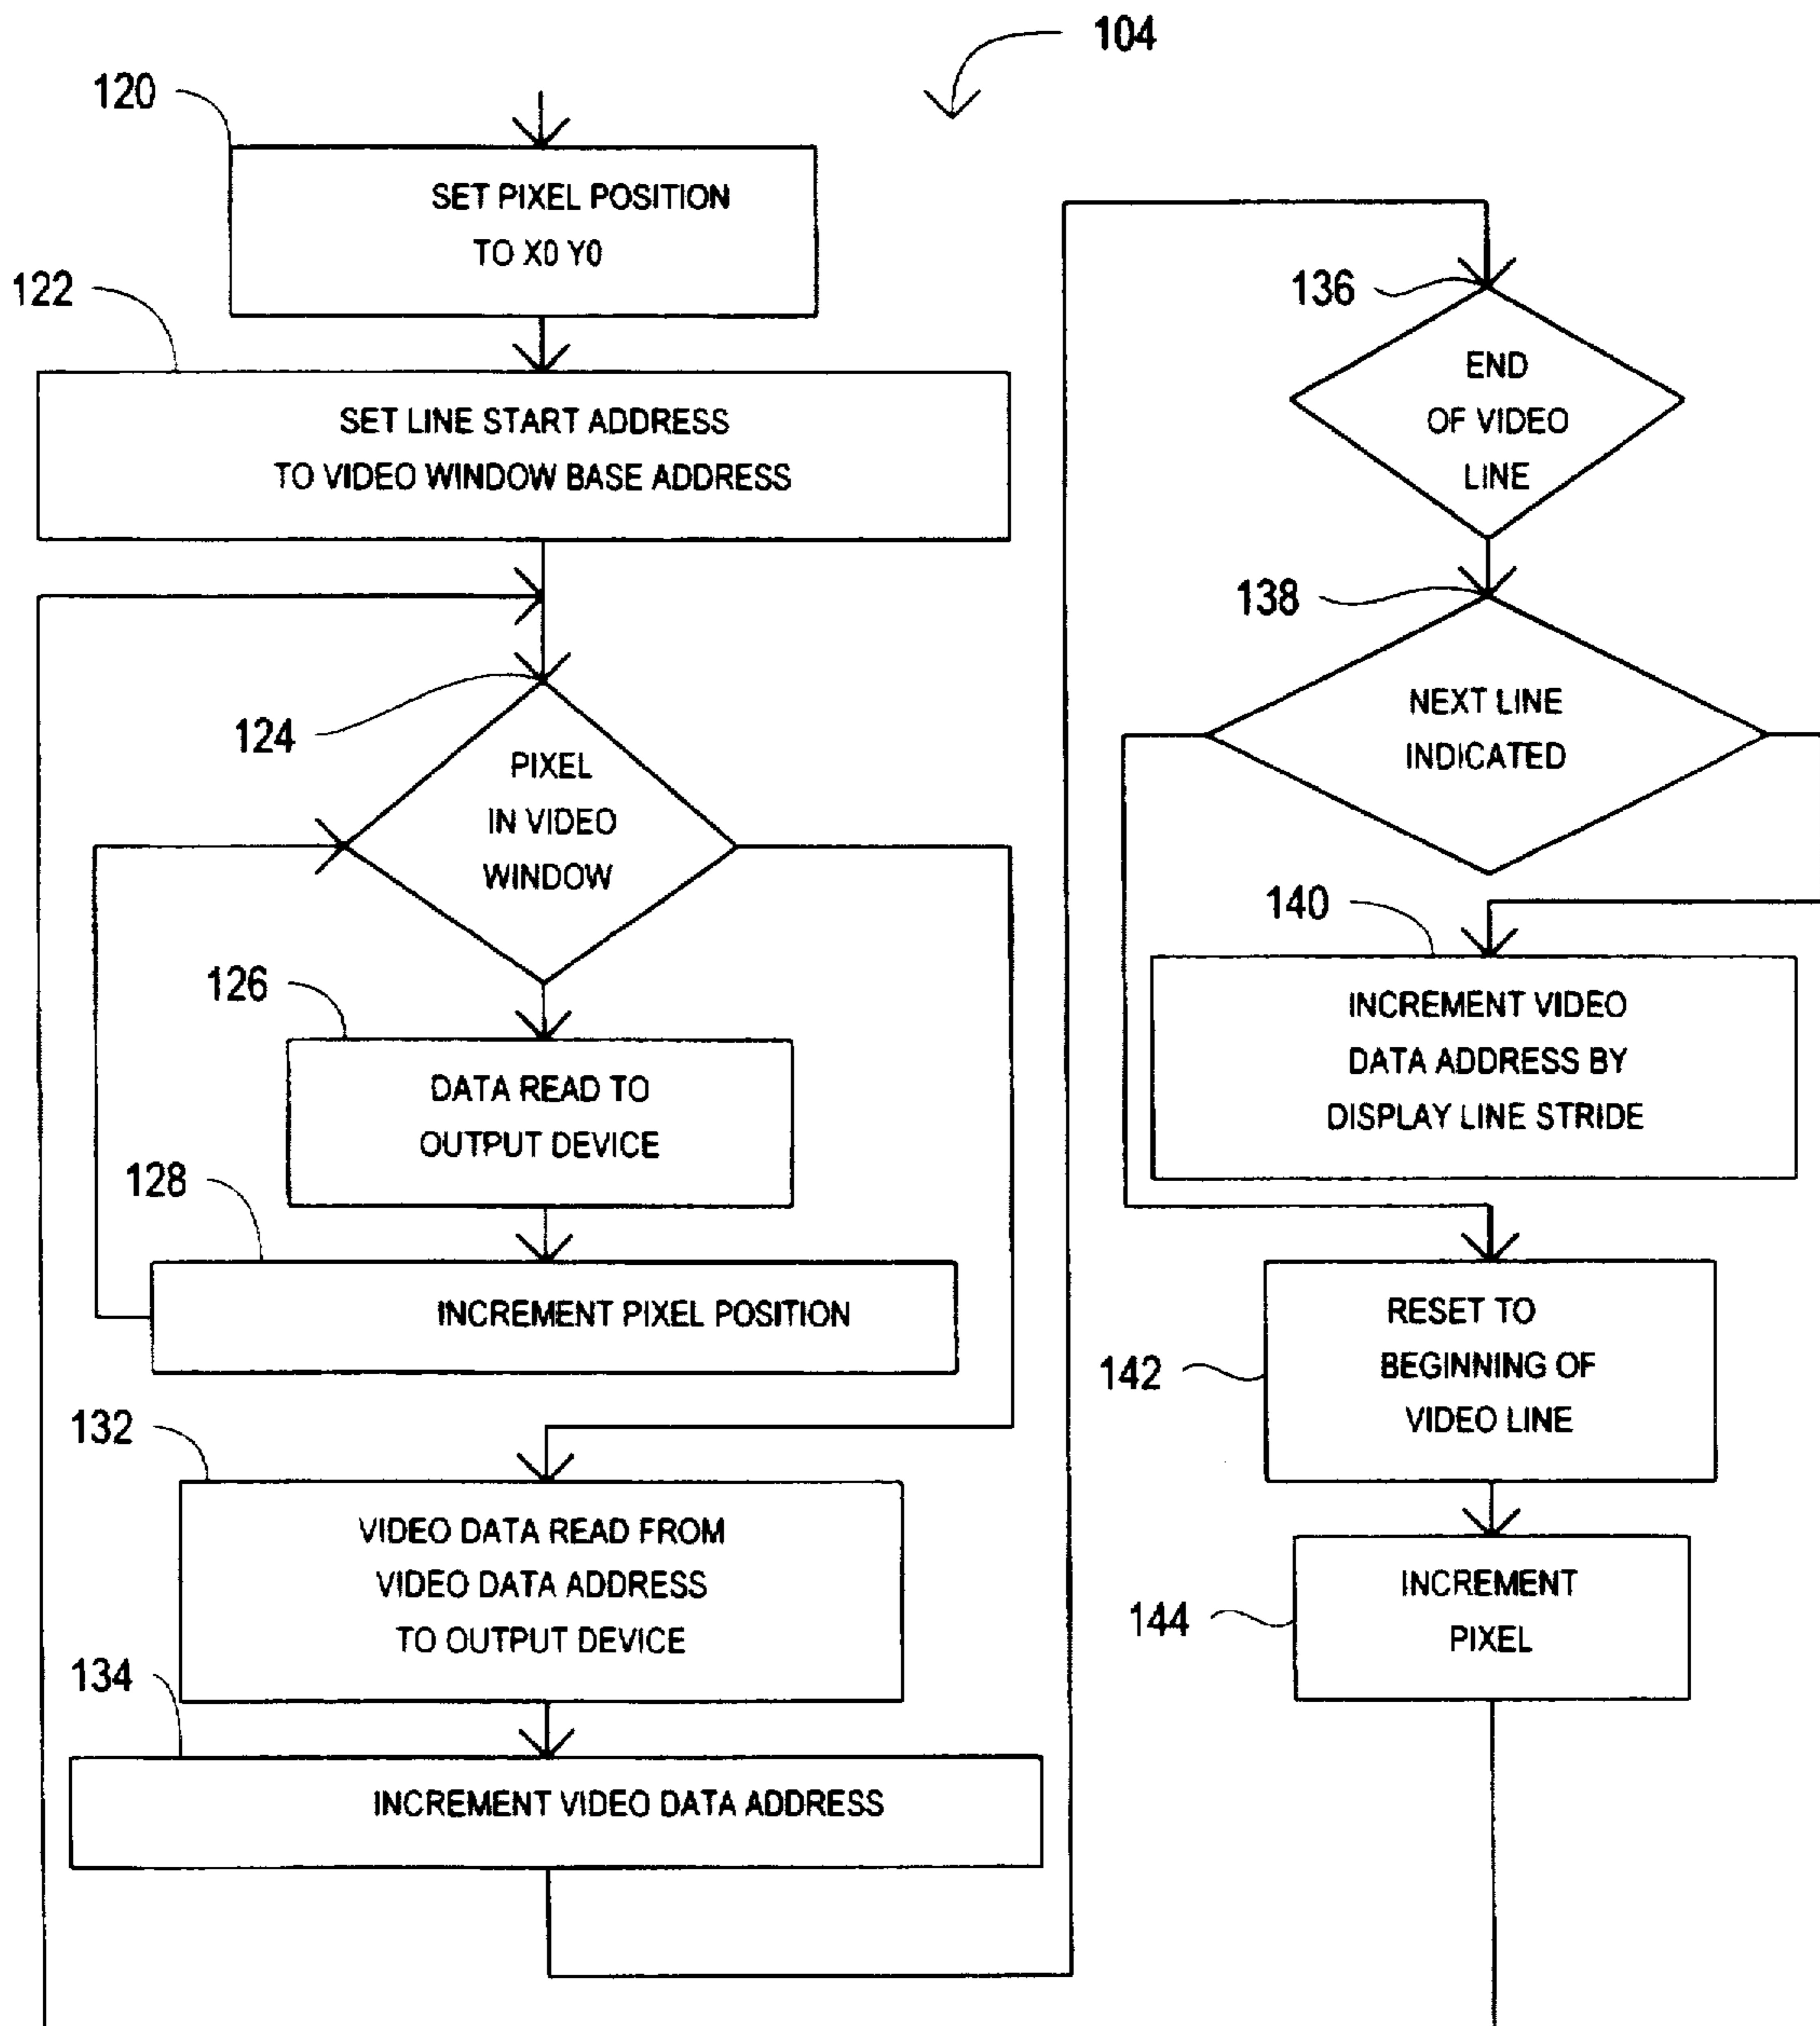 104
120
SET PIXEL POSITION
TO X0 Y0
122
SET LINE START ADDRESS
TO VIDEO WINDOW BASE ADDRESS
124
PIXEL
IN VIDEO
WINDOW
126
DATA READ TO
OUTPUT DEVICE
128
INCREMENT PIXEL POSITION
132
VIDEO DATA READ FROM
VIDEO DATA ADDRESS
TO OUTPUT DEVICE
134
INCREMENT VIDEO DATA ADDRESS
136
END
OF VIDEO
LINE
138
NEXT LINE
INDICATED
140
INCREMENT VIDEO
DATA ADDRESS BY
DISPLAY LINE STRIDE
142
RESET TO
BEGINNING OF
VIDEO LINE
144
INCREMENT
PIXEL